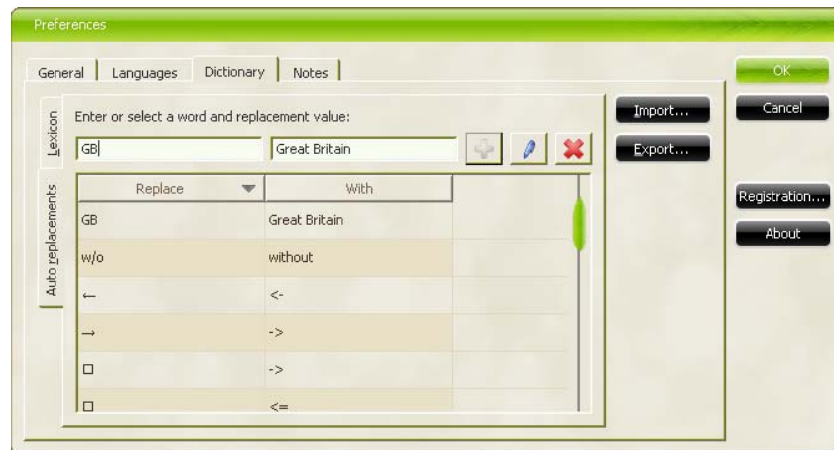 Preferences
General Languages Dictionary Notes
OK
Cancel
Registration...
About
Import...
Export...
Lexicon
Auto replacements
Enter or select a word and replacement value:
GB Great Britain
Replace With
GB Great Britain
w/o without
← <-
→ ->
□ ->
□ <=